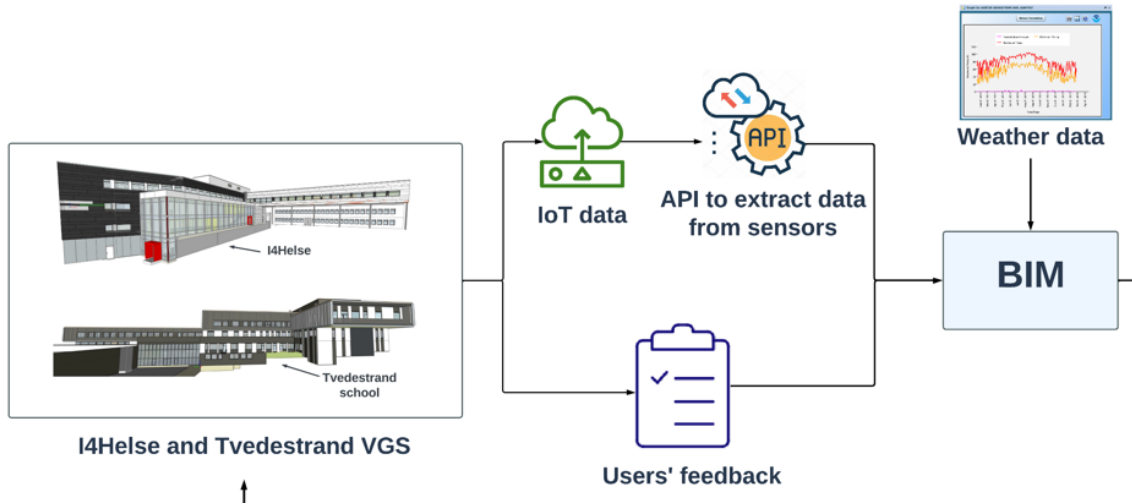 Weather data
API
IoT data
API to extract data
from sensors
I4Helse
BIM
Tvedestrand
school
I4Helse and Tvedestrand VGS
Users' feedback